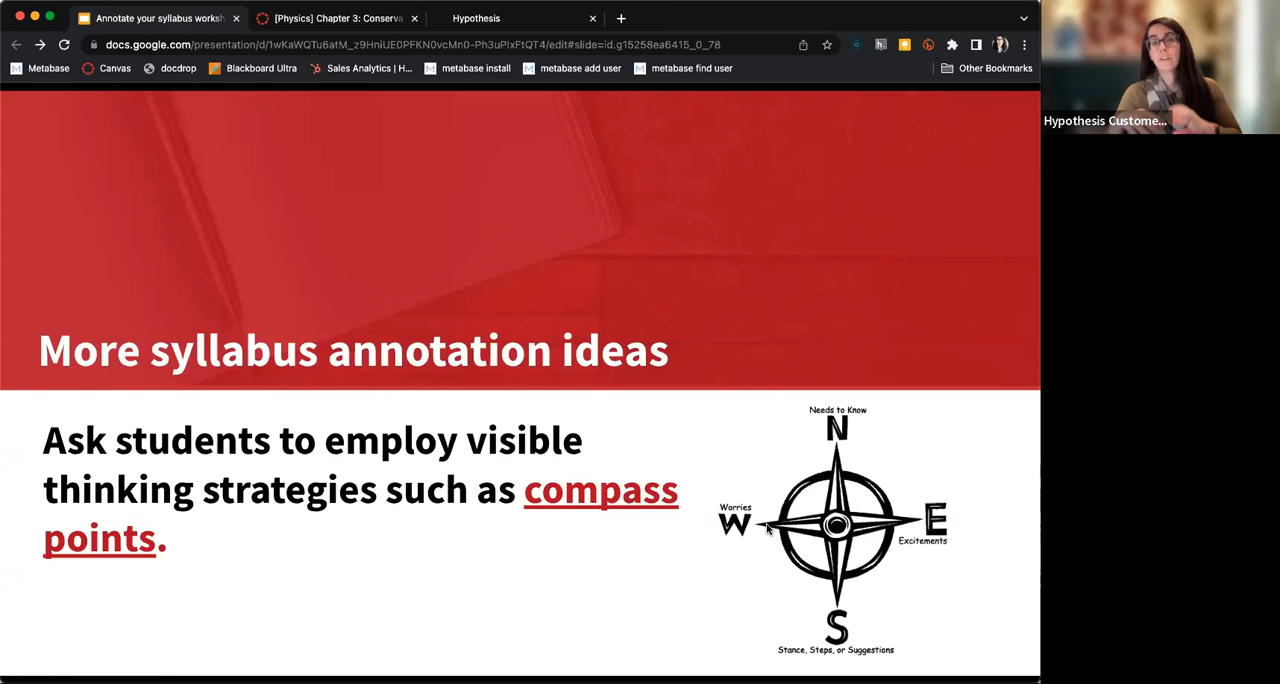 Annotate your syllabus worksh
[Physics] Chapter 3: Conserva
Hypothesis
docs.google.com/presentation/d/1wKaWQTu6atM_z9HniUE0PFKN0vcMn0-Ph3uPIxFtQT4/edit#slide=id.g15258ea6415_0_78
Metabase
Canvas
docdrop
Blackboard Ultra
Sales Analytics | H...
metabase install
metabase add user
metabase find user
Other Bookmarks
Hypothesis Custome...
More syllabus annotation ideas
Ask students to employ visible
thinking strategies such as compass
points.
Needs to Know
N
Worries
W
E
Excitements
S
Stance, Steps, or Suggestions